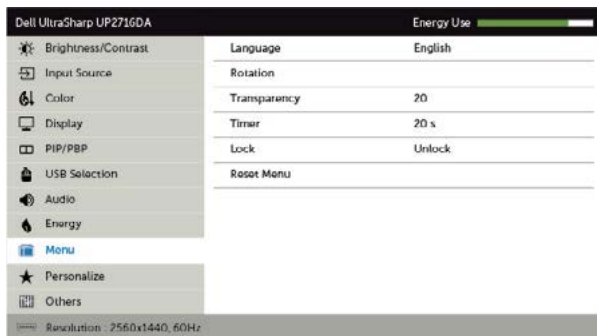 Dell UltraSharp UP2716DA Energy Use
Brightness/Contrast Language English
Input Source Rotation
Color Transparency 20
Display Timer 20 s
PIP/PBP Lock Unlock
USB Selection Reset Menu
Audio
Energy
Menu
Personalize
Others
Resolution : 2560x1440, 60Hz